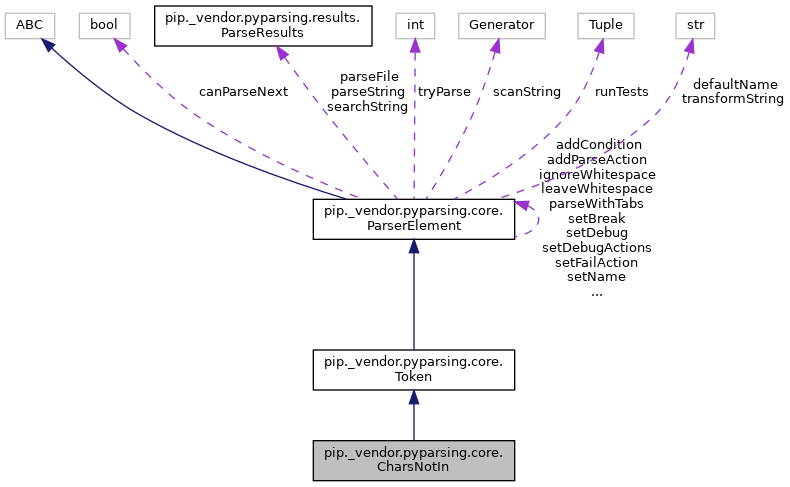 ABC
bool
pip._vendor.pyparsing.results.
ParseResults
int
Generator
Tuple
str
canParseNext
parseFile
parseString
searchString
tryParse
scanString
runTests
defaultName
transformString
addCondition
addParseAction
ignoreWhitespace
leaveWhitespace
parseWithTabs
setBreak
setDebug
setDebugActions
setFailAction
setName
...
pip._vendor.pyparsing.core.
ParserElement
pip._vendor.pyparsing.core.
Token
pip._vendor.pyparsing.core.
CharsNotIn